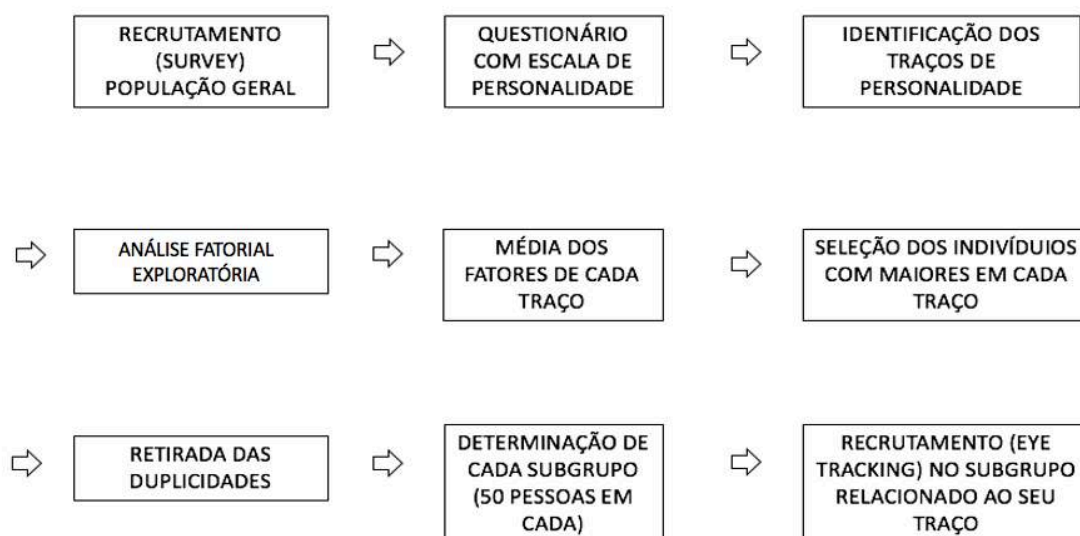 RECRUTAMENTO
(SURVEY)
POPULAÇÃO GERAL
QUESTIONÁRIO
COM ESCALA DE
PERSONALIDADE
IDENTIFICAÇÃO DOS
TRAÇOS DE
PERSONALIDADE
ANÁLISE FATORIAL
EXPLORATÓRIA
MÉDIA DOS
FATORES DE CADA
TRAÇO
SELEÇÃO DOS INDIVÍDUIOS
COM MAIORES EM CADA
TRAÇO
RETIRADA DAS
DUPLICIDADES
DETERMINAÇÃO DE
CADA SUBGRUPO
(50 PESSOAS EM
CADA)
RECRUTAMENTO (EYE
TRACKING) NO SUBGRUPO
RELACIONADO AO SEU
TRAÇO